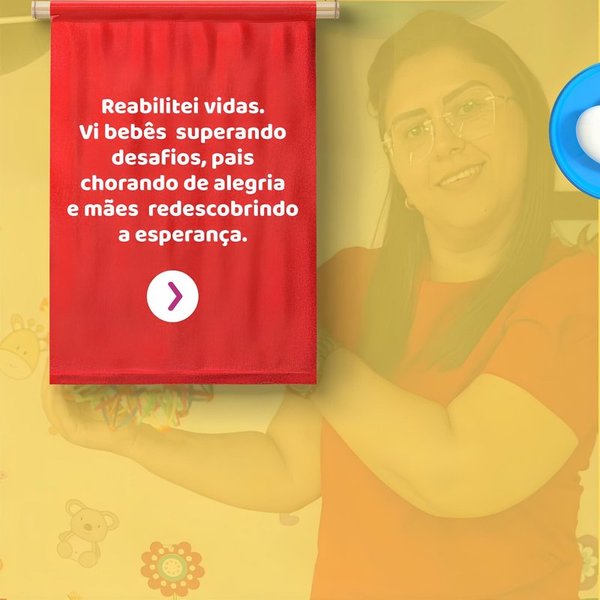 Reabilitei vidas.
Vi bebês superando
desafios, pais
chorando de alegria
e mães redescobrindo
a esperança.